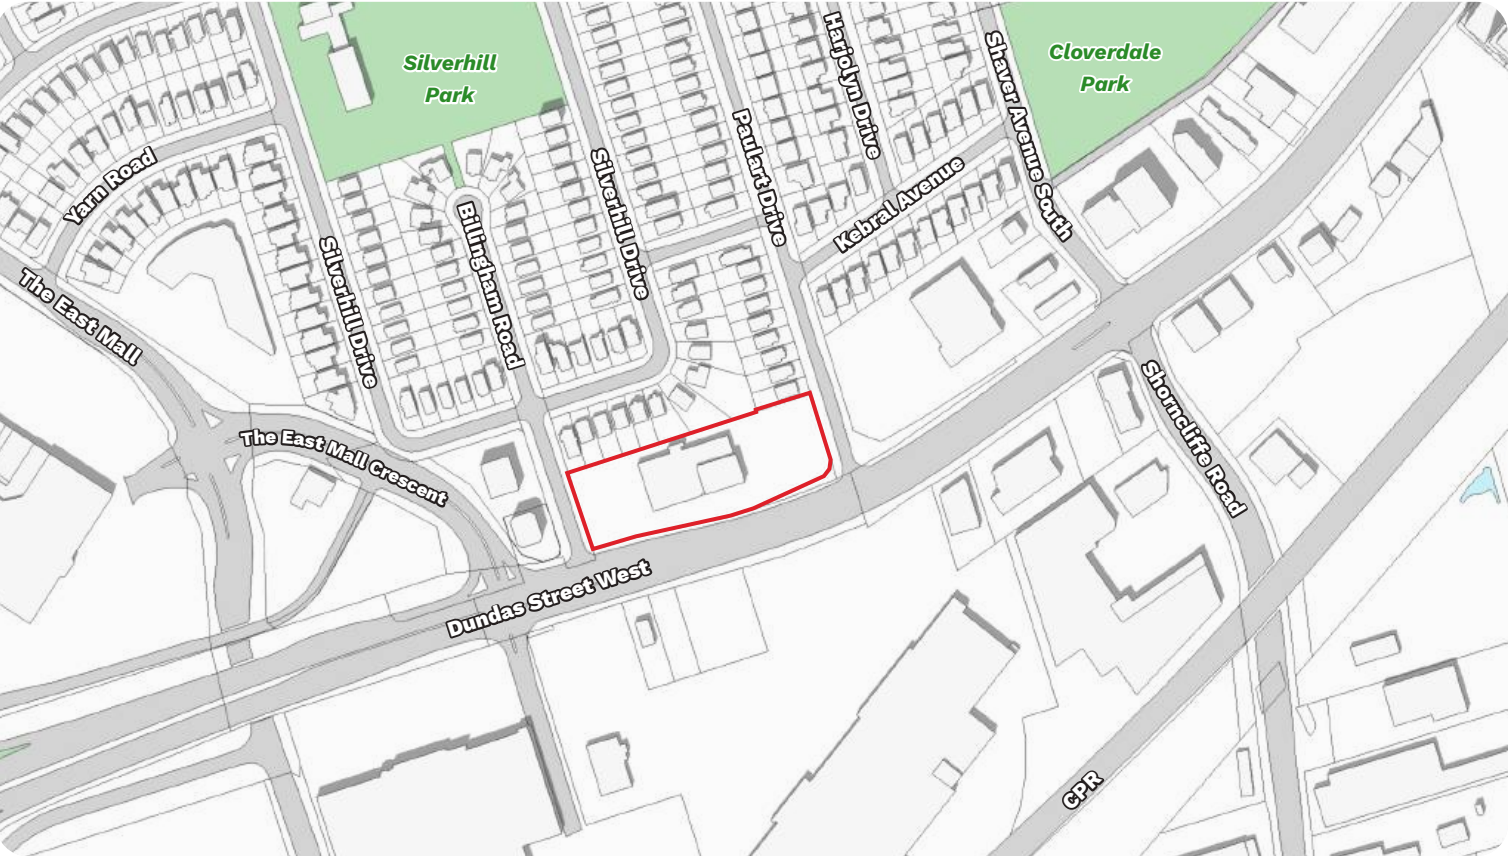 Silverhill
Park
Cloverdale
Park
Harjolyn Drive
Shaver Avenue South
Paulart Drive
Silverhill Drive
Yarn Road
Kebral Avenue
Billingham Road
Silverhill Drive
The East Mall
The East Mall Crescent
Shorncliffe Road
Dundas Street West
CPR